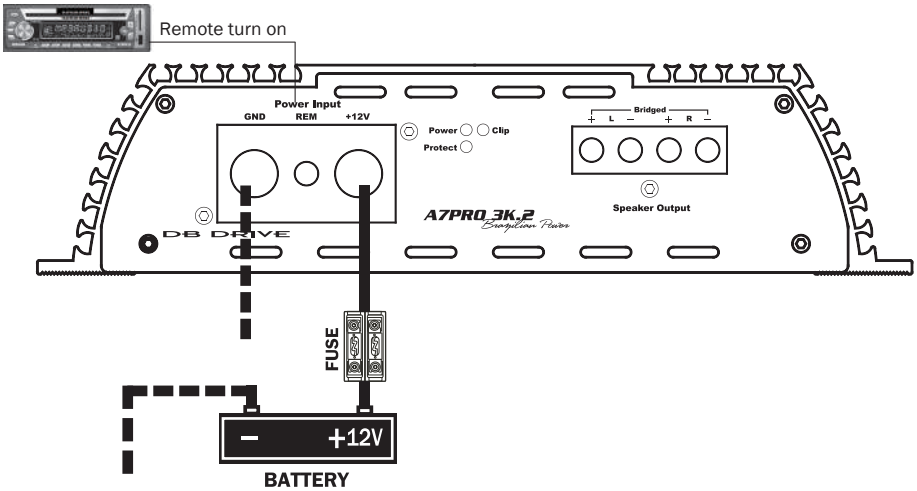 Remote turn on
Power Input
GND REM +12V
Power Clip
Protect
Bridged
+ L − + R −
Speaker Output
A7PRO 3K.2
Brazilian Power
DB DRIVE
FUSE
− +12V
BATTERY